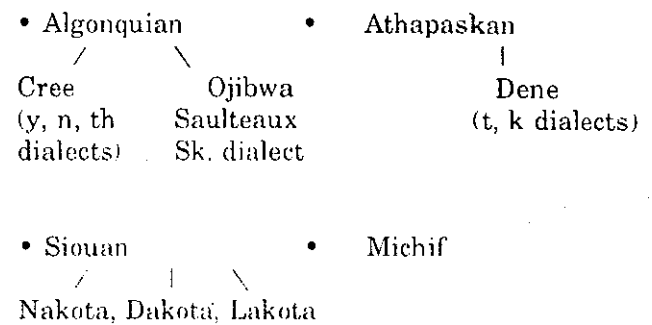 • Algonquian • Athapaskan
Cree Ojibwa Dene
(y, n, th Saulteaux (t, k dialects)
dialects) Sk. dialect
• Siouan • Michif
Nakota, Dakota, Lakota